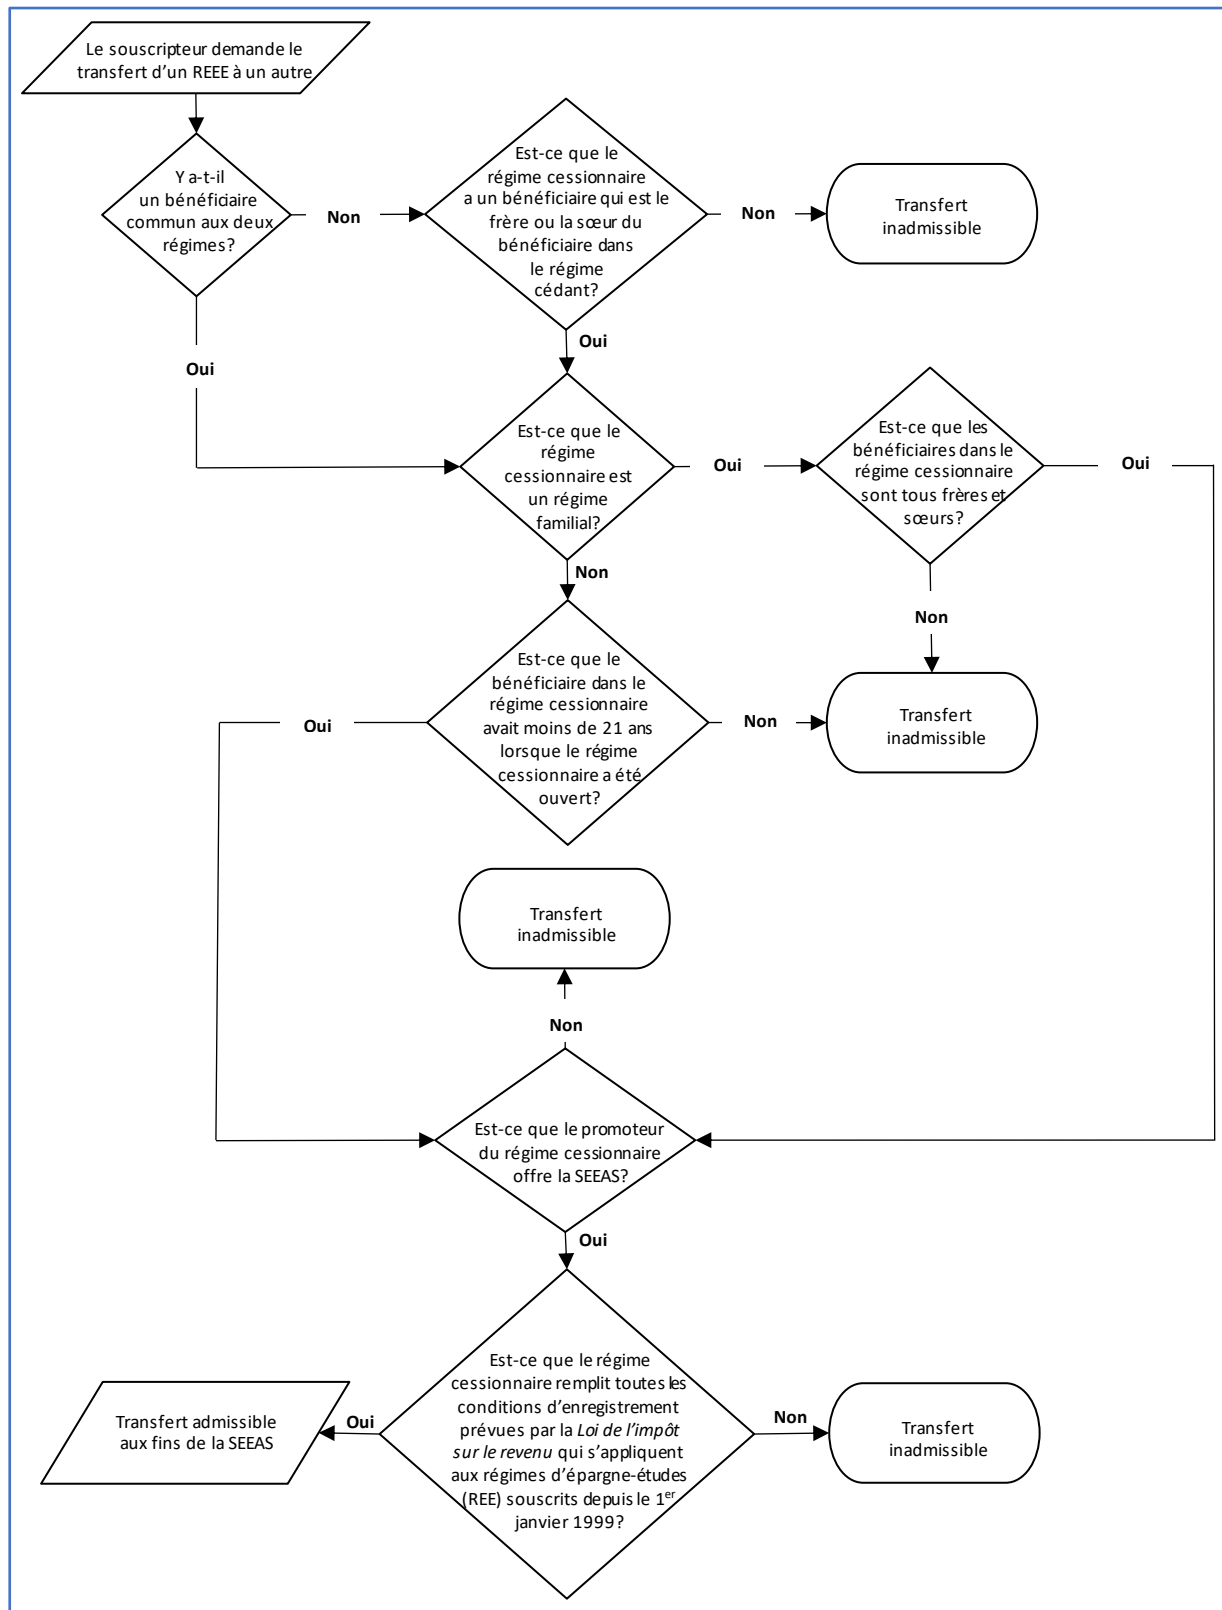 Le souscripteur demande le
transfert d'un REEE à un autre
Y a-t-il
un bénéficiaire
commun aux deux
régimes?
Non
Est-ce que le
régime cessionnaire
a un bénéficiaire qui est le
frère ou la sœur du
bénéficiaire dans
le régime
cédant?
Non
Transfert
inadmissible
Oui
Oui
Est-ce que le
régime
cessionnaire est
un régime
familial?
Oui
Est-ce que les
bénéficiaires dans le
régime cessionnaire
sont tous frères et
sœurs?
Oui
Non
Non
Est-ce que le
bénéficiaire dans le
régime cessionnaire
avait moins de 21 ans
lorsque le régime
cessionnaire a été
ouvert?
Oui
Non
Transfert
inadmissible
Transfert
inadmissible
Non
Est-ce que le promoteur
du régime cessionnaire
offre la SEEAS?
Oui
Est-ce que le régime
cessionnaire remplit toutes les
conditions d'enregistrement
prévues par la Loi de l'impôt
sur le revenu qui s'appliquent
aux régimes d'épargne-études
(REE) souscrits depuis le 1er
janvier 1999?
Oui
Transfert admissible
aux fins de la SEEAS
Non
Transfert
inadmissible